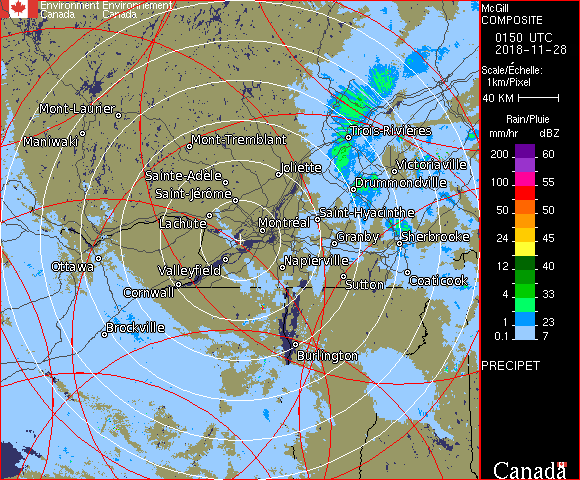 Environment Environnement
Canada Canada
McGill
COMPOSITE
0150 UTC
2018-11-28
Scale/Échelle:
1km/Pixel
40 KM
Rain/Pluie
mm/hr dBZ
200 60
100 55
50 50
24 45
12 40
4 33
1 23
0.1 7
PRECIPET
Canada
Mont-Laurier
Maniwaki
Mont-Tremblant
Trois-Rivières
Joliette
Victoriaville
Sainte-Adèle
Drummondville
Saint-Jérôme
Saint-Hyacinthe
Lachute
Montréal
Granby
Sherbrooke
Ottawa
Valleyfield
Napierville
Cornwall
Sutton
Coaticook
Brockville
Burlington